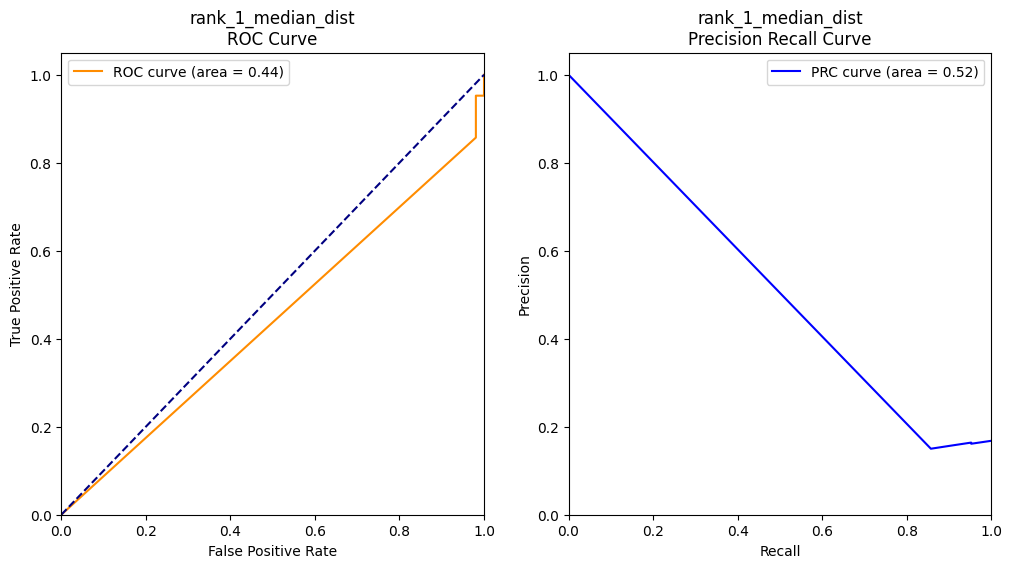 rank_1_median_dist
ROC Curve
ROC curve (area = 0.44)
1.0
0.8
0.6
0.4
0.2
0.0
True Positive Rate
0.0 0.2 0.4 0.6 0.8 1.0
False Positive Rate
rank_1_median_dist
Precision Recall Curve
PRC curve (area = 0.52)
1.0
0.8
0.6
0.4
0.2
0.0
Precision
0.0 0.2 0.4 0.6 0.8 1.0
Recall